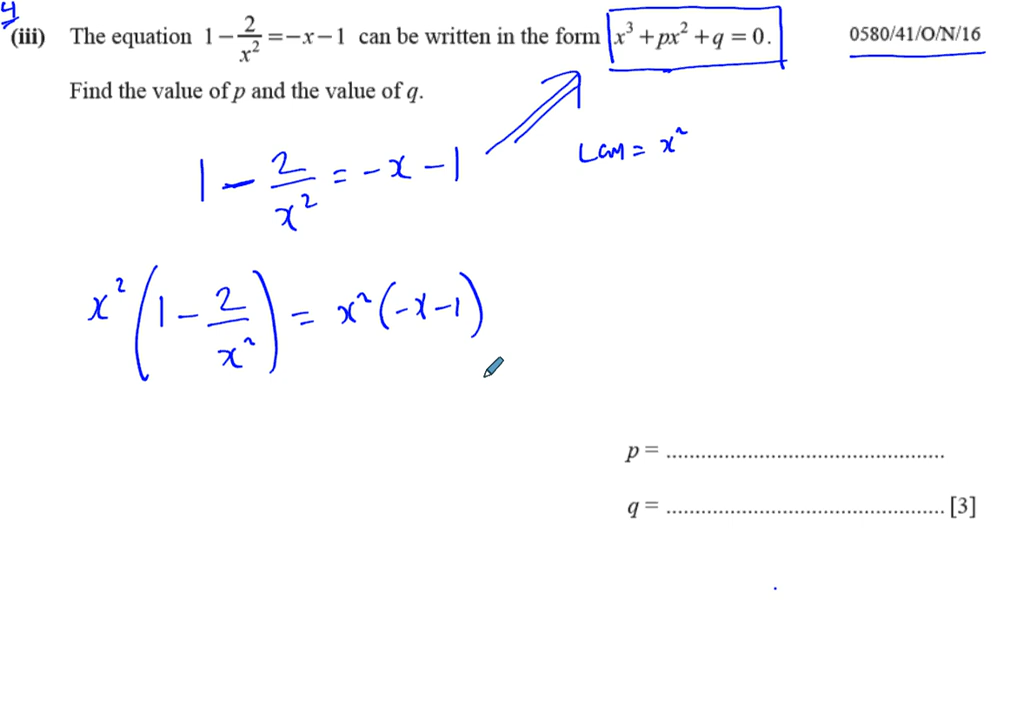 4
(iii) The equation 1 − 2/x² = −x − 1 can be written in the form x³ + px² + q = 0. 0580/41/O/N/16
Find the value of p and the value of q.
1 − 2/x² = −x − 1
LCM = x²
x² (1 − 2/x²) = x² (−x − 1)
p = ................................................
q = ................................................ [3]